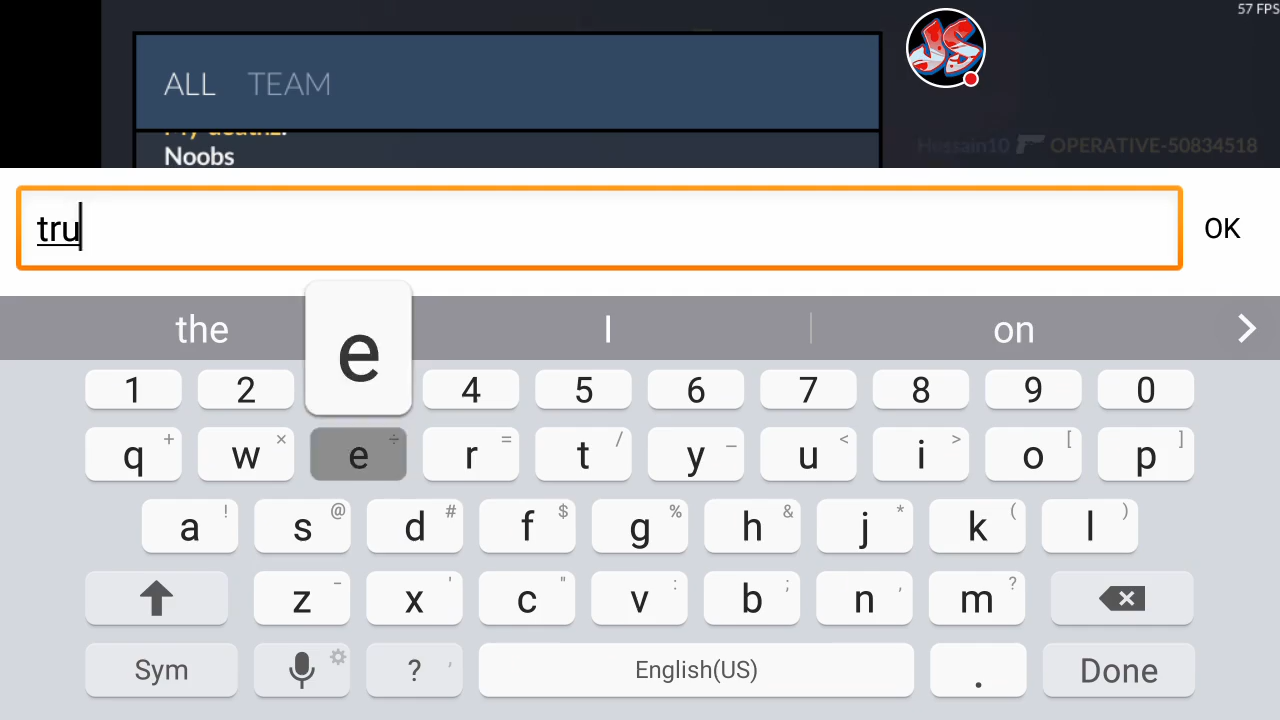 57 FPS
ALL TEAM
Noobs
Hussain10 OPERATIVE-50834518
JS
tru
OK
the e I on
1 2 4 5 6 7 8 9 0
q + w × e ÷ r = t / y _ u < i > o [ p ]
a ! s @ d # f $ g % h & j * k ( l )
z - x ' c " v : b ; n , m ?
Sym ? , English(US) . Done